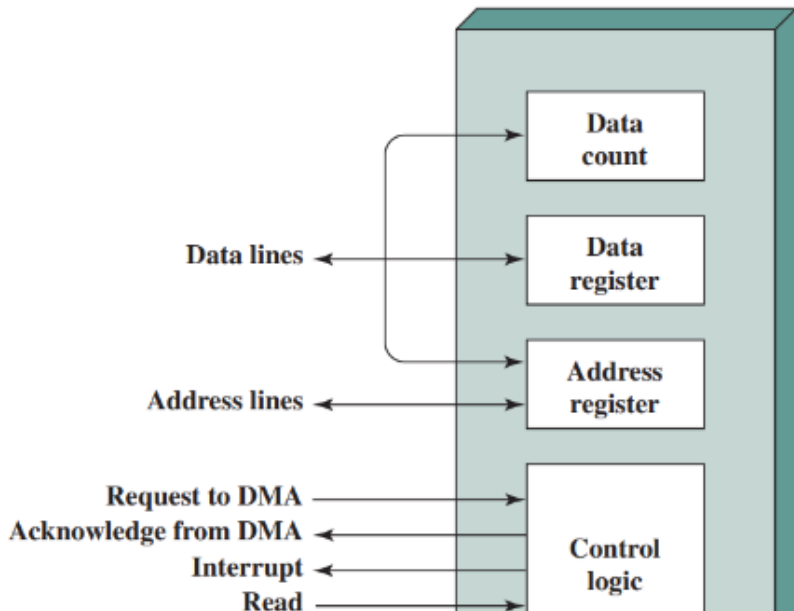 Data
count
Data lines
Data
register
Address lines
Address
register
Request to DMA
Acknowledge from DMA
Interrupt
Read
Control
logic